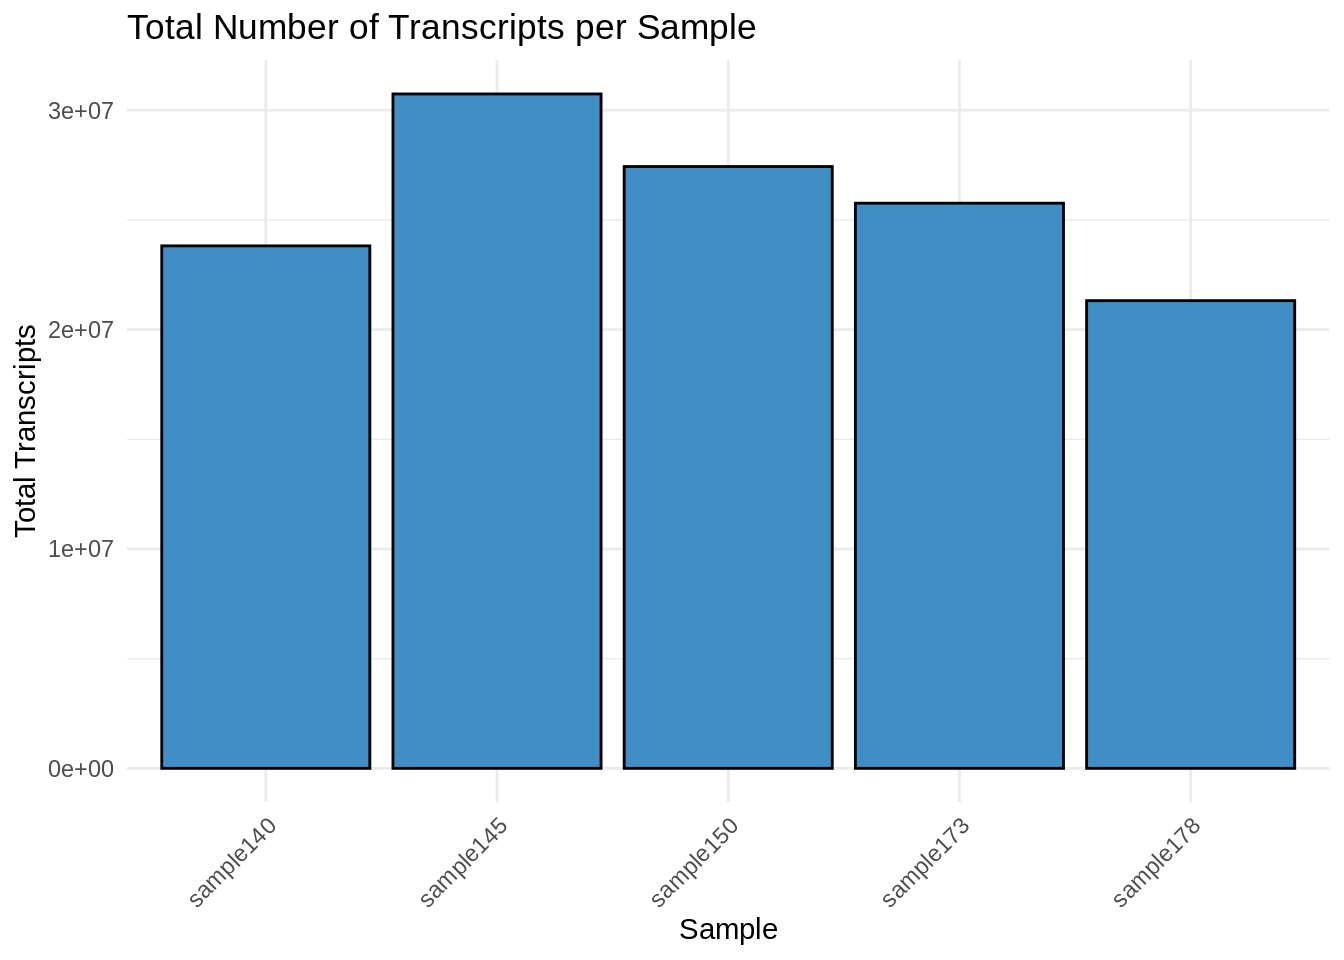 Total Number of Transcripts per Sample
Total Transcripts
3e+07
2e+07
1e+07
0e+00
sample140
sample145
sample150
sample173
sample178
Sample